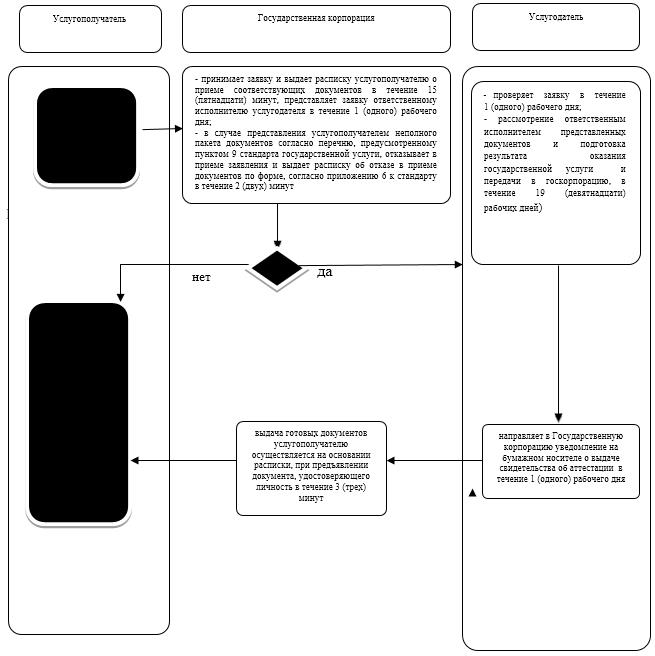 Услугополучатель
Государственная корпорация
Услугодатель
- принимает заявку и выдает расписку услугополучателю о
приеме соответствующих документов в течение 15
(пятнадцати) минут, представляет заявку ответственному
исполнителю услугодателя в течение 1 (одного) рабочего
дня;
- в случае представления услугополучателем неполного
пакета документов согласно перечню, предусмотренному
пунктом 9 стандарта государственной услуги, отказывает в
приеме заявления и выдает расписку об отказе в приеме
документов по форме, согласно приложению 6 к стандарту
в течение 2 (двух) минут
- проверяет заявку в течение
1 (одного) рабочего дня;
- рассмотрение ответственным
исполнителем представленных
документов и подготовка
результата оказания
государственной услуги и
передачи в госкорпорацию, в
течение 19 (девятнадцати)
рабочих дней)
нет
да
выдача готовых документов
услугополучателю
осуществляется на основании
расписки, при предъявлении
документа, удостоверяющего
личность в течение 3 (трех)
минут
направляет в Государственную
корпорацию уведомление на
бумажном носителе о выдаче
свидетельства об аттестации в
течение 1 (одного) рабочего дня